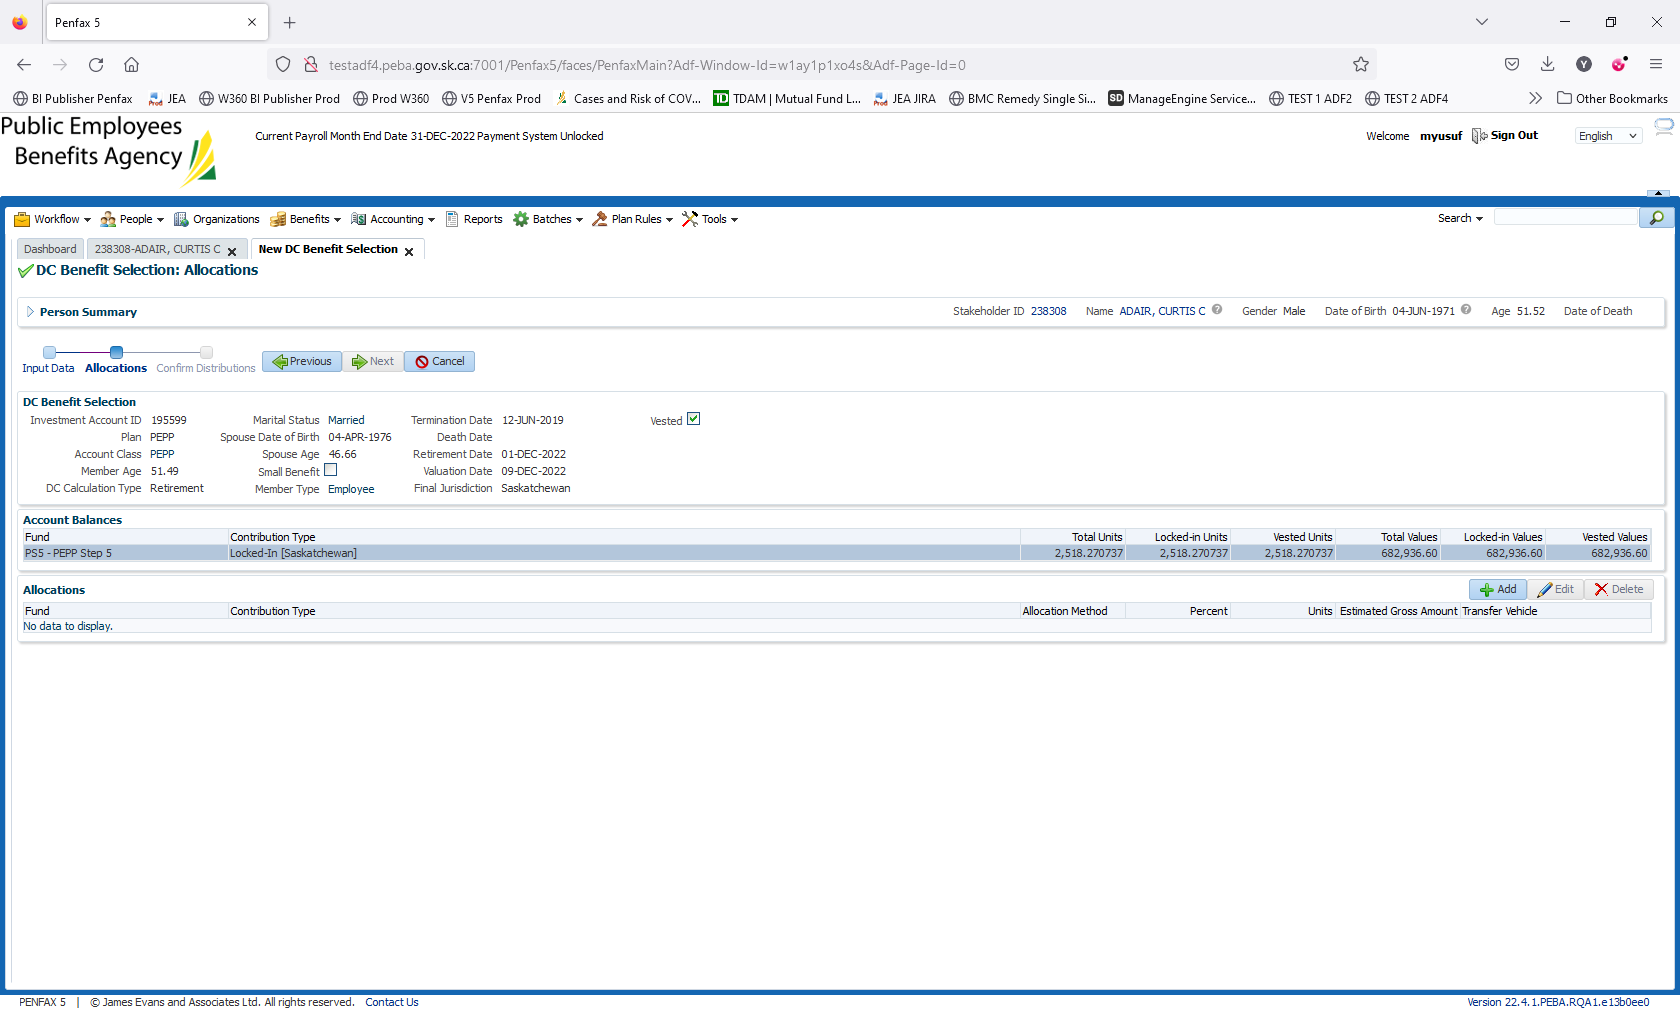 Penfax 5
testadf4.peba.gov.sk.ca:7001/Penfax5/faces/PenfaxMain?Adf-Window-Id=w1ay1p1xo4s&Adf-Page-Id=0
Y
BI Publisher Penfax JEA W360 BI Publisher Prod Prod W360 V5 Penfax Prod Cases and Risk of COV... TDAM | Mutual Fund L... JEA JIRA BMC Remedy Single Si... SD ManageEngine Service... TEST 1 ADF2 TEST 2 ADF4 Other Bookmarks
Public Employees
Benefits Agency
Current Payroll Month End Date 31-DEC-2022 Payment System Unlocked
Welcome myusuf Sign Out English
Workflow People Organizations Benefits Accounting Reports Batches Plan Rules Tools Search
Dashboard 238308-ADAIR, CURTIS C New DC Benefit Selection
DC Benefit Selection: Allocations
Person Summary Stakeholder ID 238308 Name ADAIR, CURTIS C Gender Male Date of Birth 04-JUN-1971 Age 51.52 Date of Death
Input Data Allocations Confirm Distributions Previous Next Cancel
DC Benefit Selection
Investment Account ID 195599 Marital Status Married Termination Date 12-JUN-2019 Vested
Plan PEPP Spouse Date of Birth 04-APR-1976 Death Date
Account Class PEPP Spouse Age 46.66 Retirement Date 01-DEC-2022
Member Age 51.49 Small Benefit Valuation Date 09-DEC-2022
DC Calculation Type Retirement Member Type Employee Final Jurisdiction Saskatchewan
Account Balances
Fund Contribution Type Total Units Locked-in Units Vested Units Total Values Locked-in Values Vested Values
PS5 - PEPP Step 5 Locked-In [Saskatchewan] 2,518.270737 2,518.270737 2,518.270737 682,936.60 682,936.60 682,936.60
Allocations Add Edit Delete
Fund Contribution Type Allocation Method Percent Units Estimated Gross Amount Transfer Vehicle
No data to display.
PENFAX 5 | © James Evans and Associates Ltd. All rights reserved. Contact Us Version 22.4.1.PEBA.RQA1.e13b0ee0